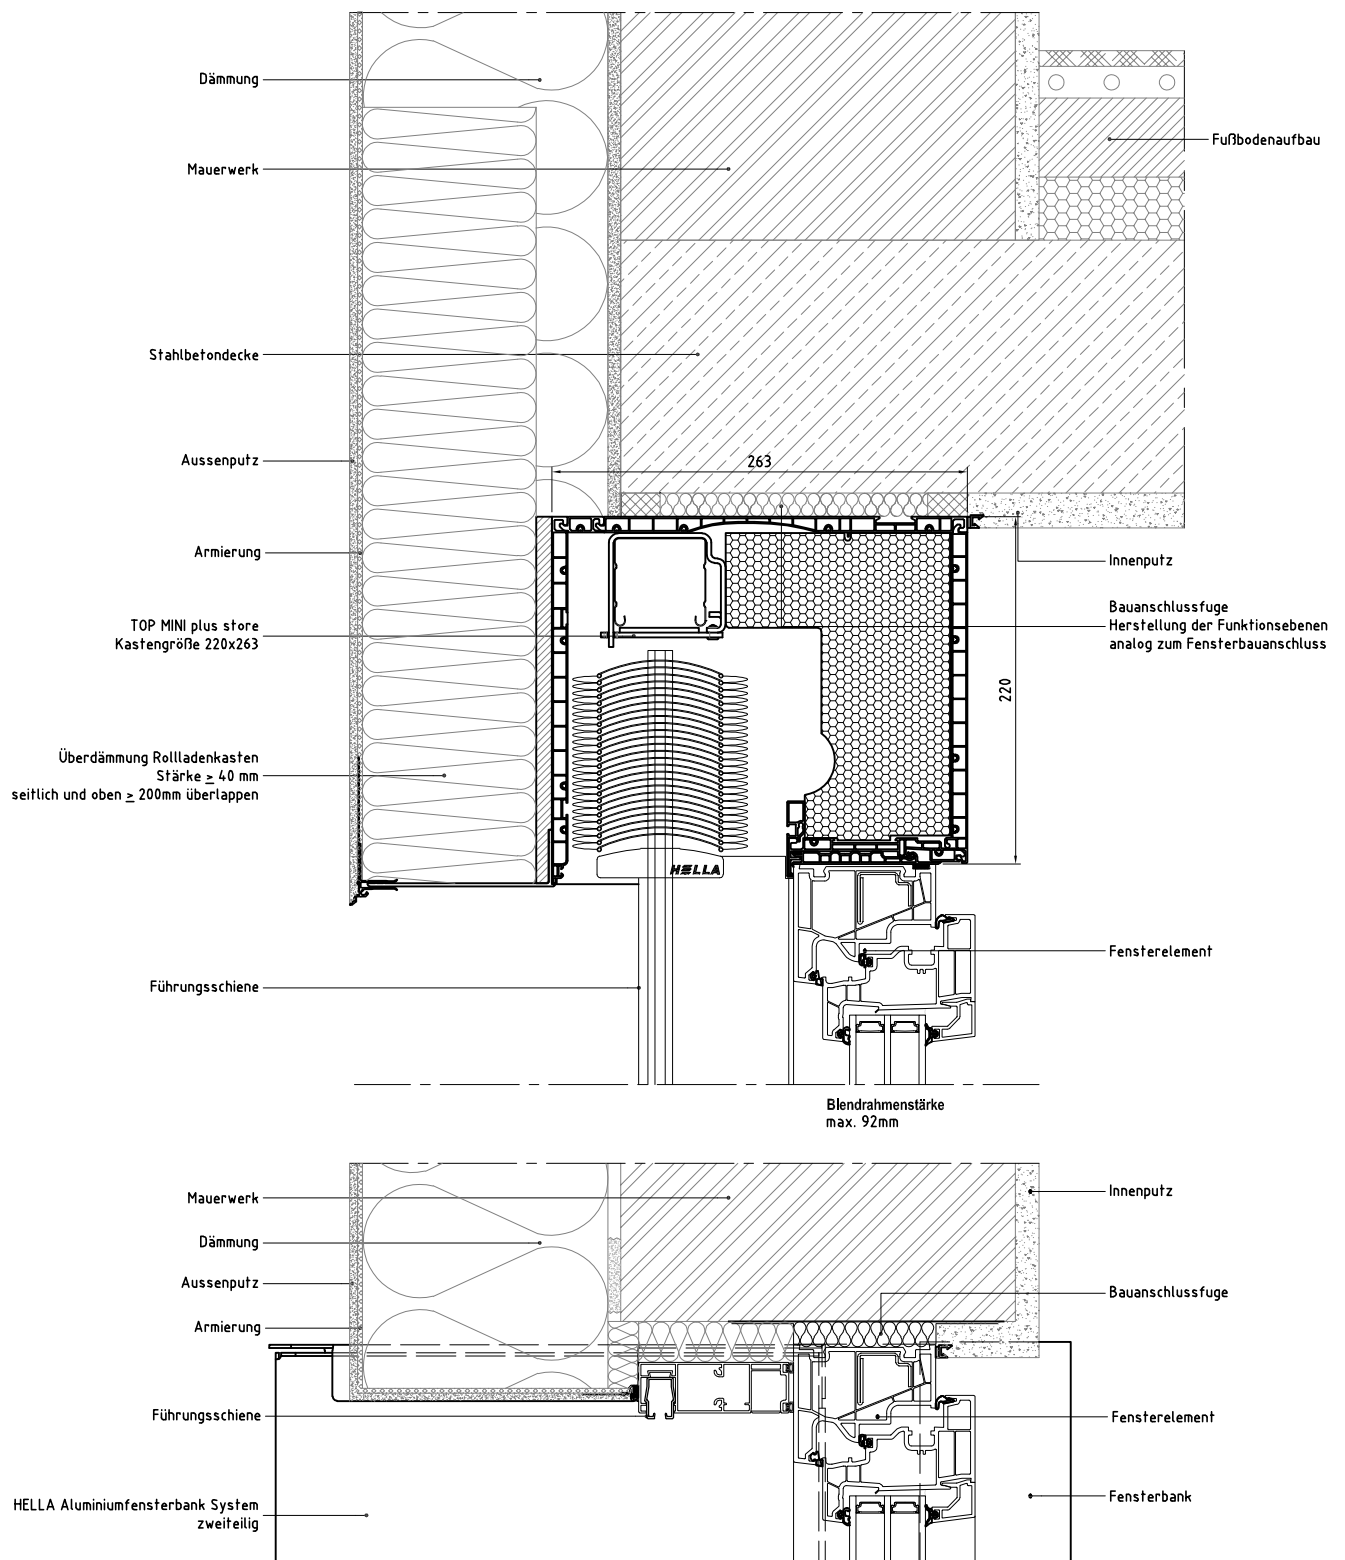 Dämmung
Mauerwerk
Fußbodenaufbau
Stahlbetondecke
Aussenputz
263
Armierung
Innenputz
TOP MINI plus store
Kastengröße 220x263
Bauanschlussfuge
Herstellung der Funktionsebenen
analog zum Fensterbauanschluss
220
Überdämmung Rollladenkasten
Stärke ≥ 40 mm
seitlich und oben ≥ 200mm überlappen
HELLA
Fensterelement
Führungsschiene
Blendrahmenstärke
max. 92mm
Mauerwerk
Innenputz
Dämmung
Aussenputz
Bauanschlussfuge
Armierung
Führungsschiene
Fensterelement
HELLA Aluminiumfensterbank System
zweiteilig
Fensterbank